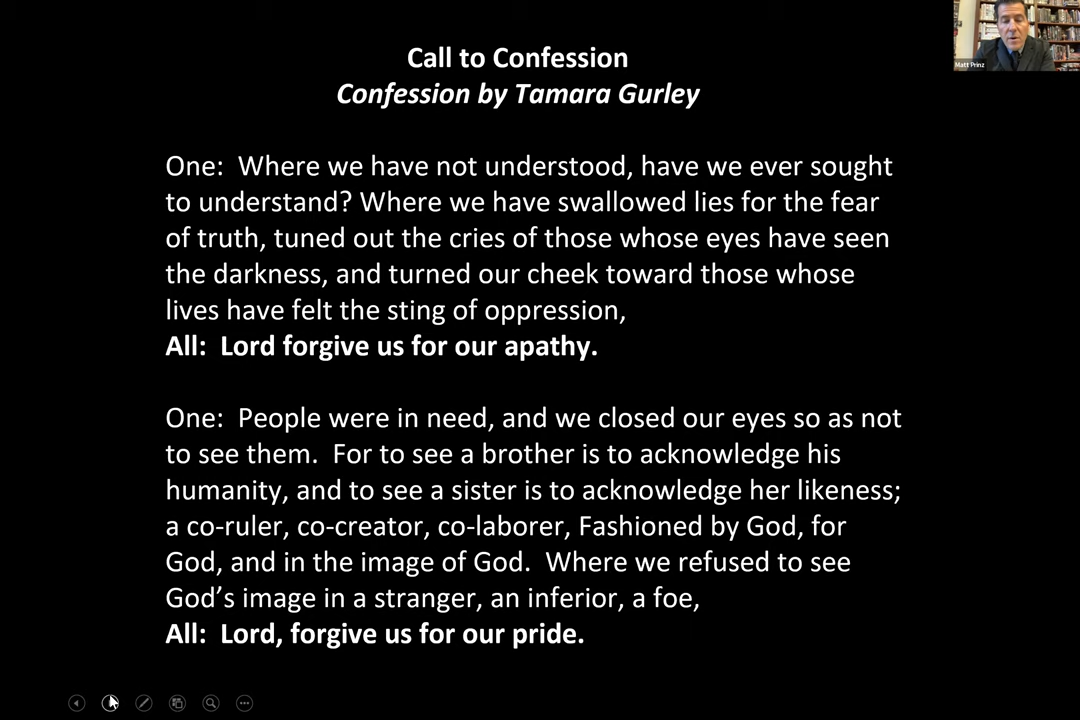 Call to Confession
Confession by Tamara Gurley
Matt Prinz
One:  Where we have not understood, have we ever sought
to understand? Where we have swallowed lies for the fear
of truth, tuned out the cries of those whose eyes have seen
the darkness, and turned our cheek toward those whose
lives have felt the sting of oppression,
All:  Lord forgive us for our apathy.
One:  People were in need, and we closed our eyes so as not
to see them.  For to see a brother is to acknowledge his
humanity, and to see a sister is to acknowledge her likeness;
a co-ruler, co-creator, co-laborer, Fashioned by God, for
God, and in the image of God.  Where we refused to see
God’s image in a stranger, an inferior, a foe,
All:  Lord, forgive us for our pride.